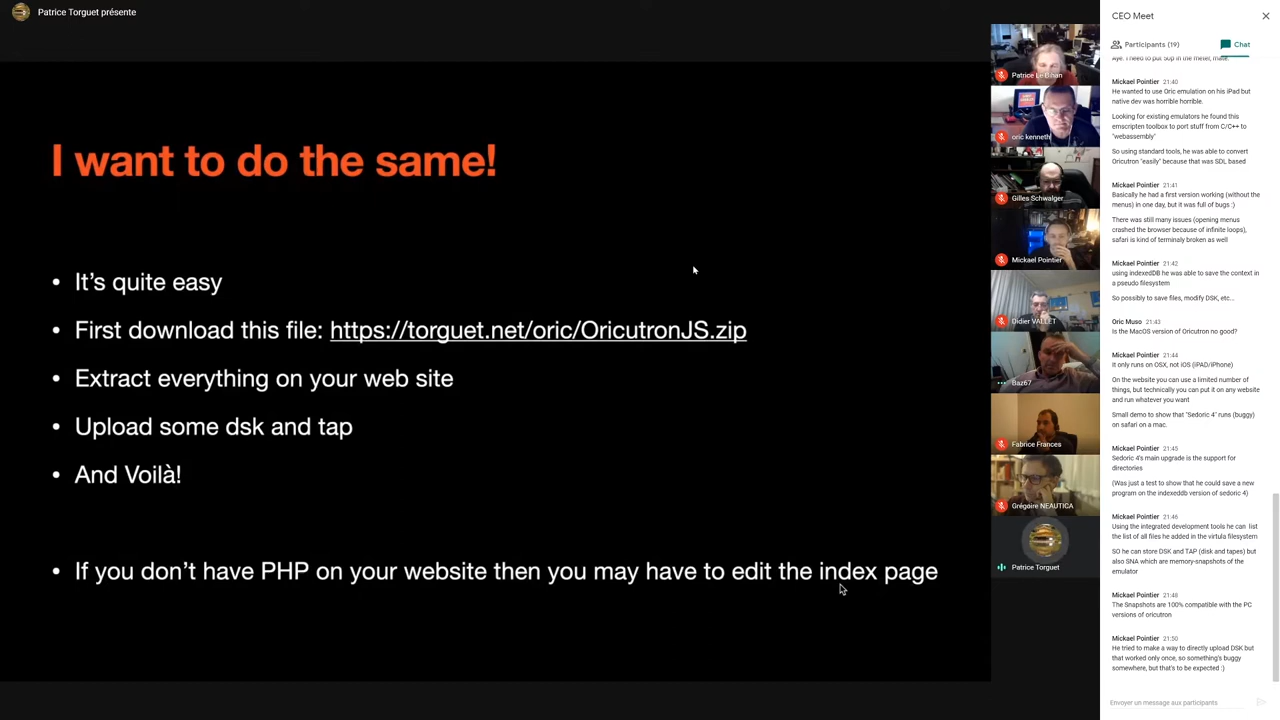 Patrice Torguet présente
I want to do the same!
• It's quite easy
• First download this file: https://torguet.net/oric/OricutronJS.zip
• Extract everything on your web site
• Upload some dsk and tap
• And Voilà!
• If you don't have PHP on your website then you may have to edit the index page
Patrice Le Bihan
oric kenneth
Gilles Schwalger
Mickael Pointier
Didier VALLET
Baz67
Fabrice Frances
Grégoire NEAUTICA
Patrice Torguet
CEO Meet
Participants (19)
Chat
Aye. I need to put 50p in the meter, mate.
Mickael Pointier 21:40
He wanted to use Oric emulation on his iPad but
native dev was horrible horrible.
Looking for existing emulators he found this
emscripten toolbox to port stuff from C/C++ to
"webassembly"
So using standard tools, he was able to convert
Oricutron "easily" because that was SDL based
Mickael Pointier 21:41
Basically he had a first version working (without the
menus) in one day, but it was full of bugs :)
There was still many issues (opening menus
crashed the browser because of infinite loops),
safari is kind of terminaly broken as well
Mickael Pointier 21:42
using indexedDB he was able to save the context in
a pseudo filesystem
So possibly to save files, modify DSK, etc...
Oric Muso 21:43
Is the MacOS version of Oricutron no good?
Mickael Pointier 21:44
It only runs on OSX, not iOS (iPAD/iPhone)
On the website you can use a limited number of
things, but technically you can put it on any website
and run whatever you want
Small demo to show that "Sedoric 4" runs (buggy)
on safari on a mac.
Mickael Pointier 21:45
Sedoric 4's main upgrade is the support for
directories
(Was just a test to show that he could save a new
program on the indexeddb version of sedoric 4)
Mickael Pointier 21:46
Using the integrated development tools he can list
the list of all files he added in the virtula filesystem
SO he can store DSK and TAP (disk and tapes) but
also SNA which are memory-snapshots of the
emulator
Mickael Pointier 21:48
The Snapshots are 100% compatible with the PC
versions of oricutron
Mickael Pointier 21:50
He tried to make a way to directly upload DSK but
that worked only once, so something's buggy
somewhere, but that's to be expected :)
Envoyer un message aux participants